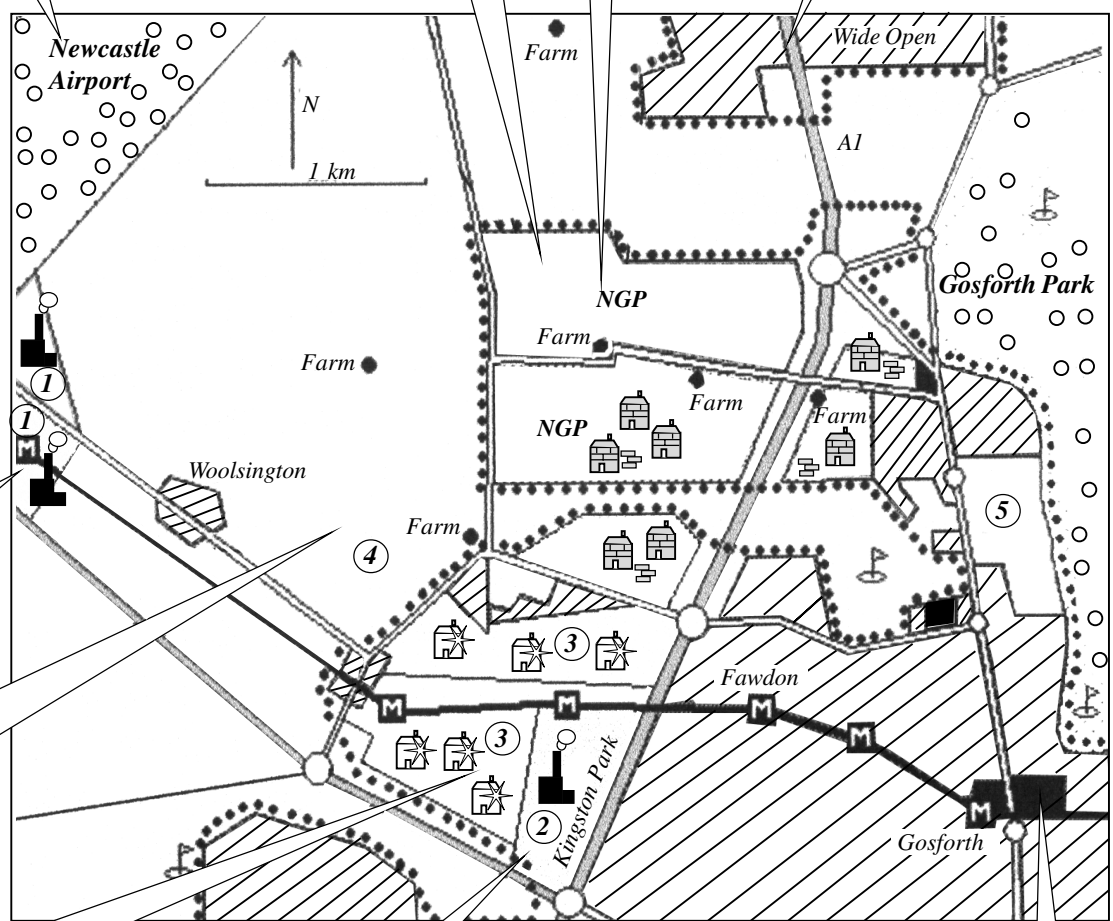 Newcastle
Airport
Farm
Wide Open
N
A1
1 km
NGP
Gosforth Park
Farm
Farm
1
Farm
Farm
1
M
NGP
Woolsington
Farm
4
5
3
Fawdon
M
M
M
M
3
Kingston Park
2
M
Gosforth